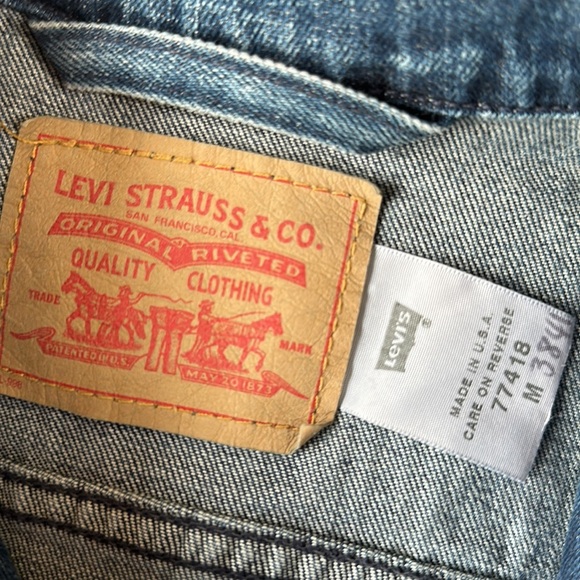 LEVI STRAUSS & CO.
SAN FRANCISCO, CAL.
ORIGINAL RIVETED
QUALITY CLOTHING
TRADE MARK
PATENTED IN U.S.
MAY 20 1873
Levi's
®
MADE IN U.S.A.
CARE ON REVERSE
77418
M